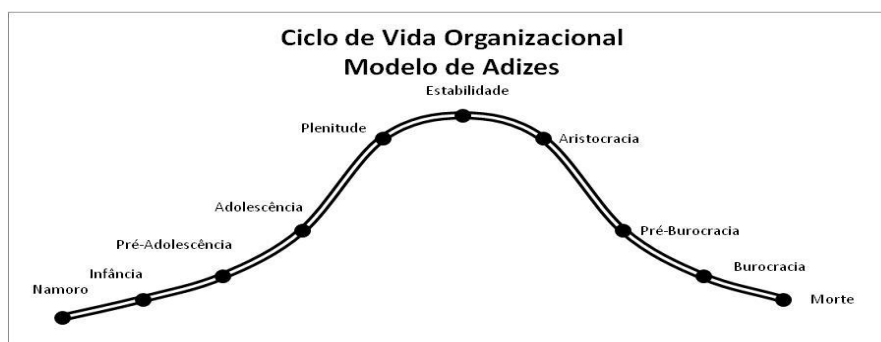 Ciclo de Vida Organizacional
Modelo de Adizes
Estabilidade
Plenitude
Aristocracia
Adolescência
Pré-Adolescência
Pré-Burocracia
Infância
Burocracia
Namoro
Morte